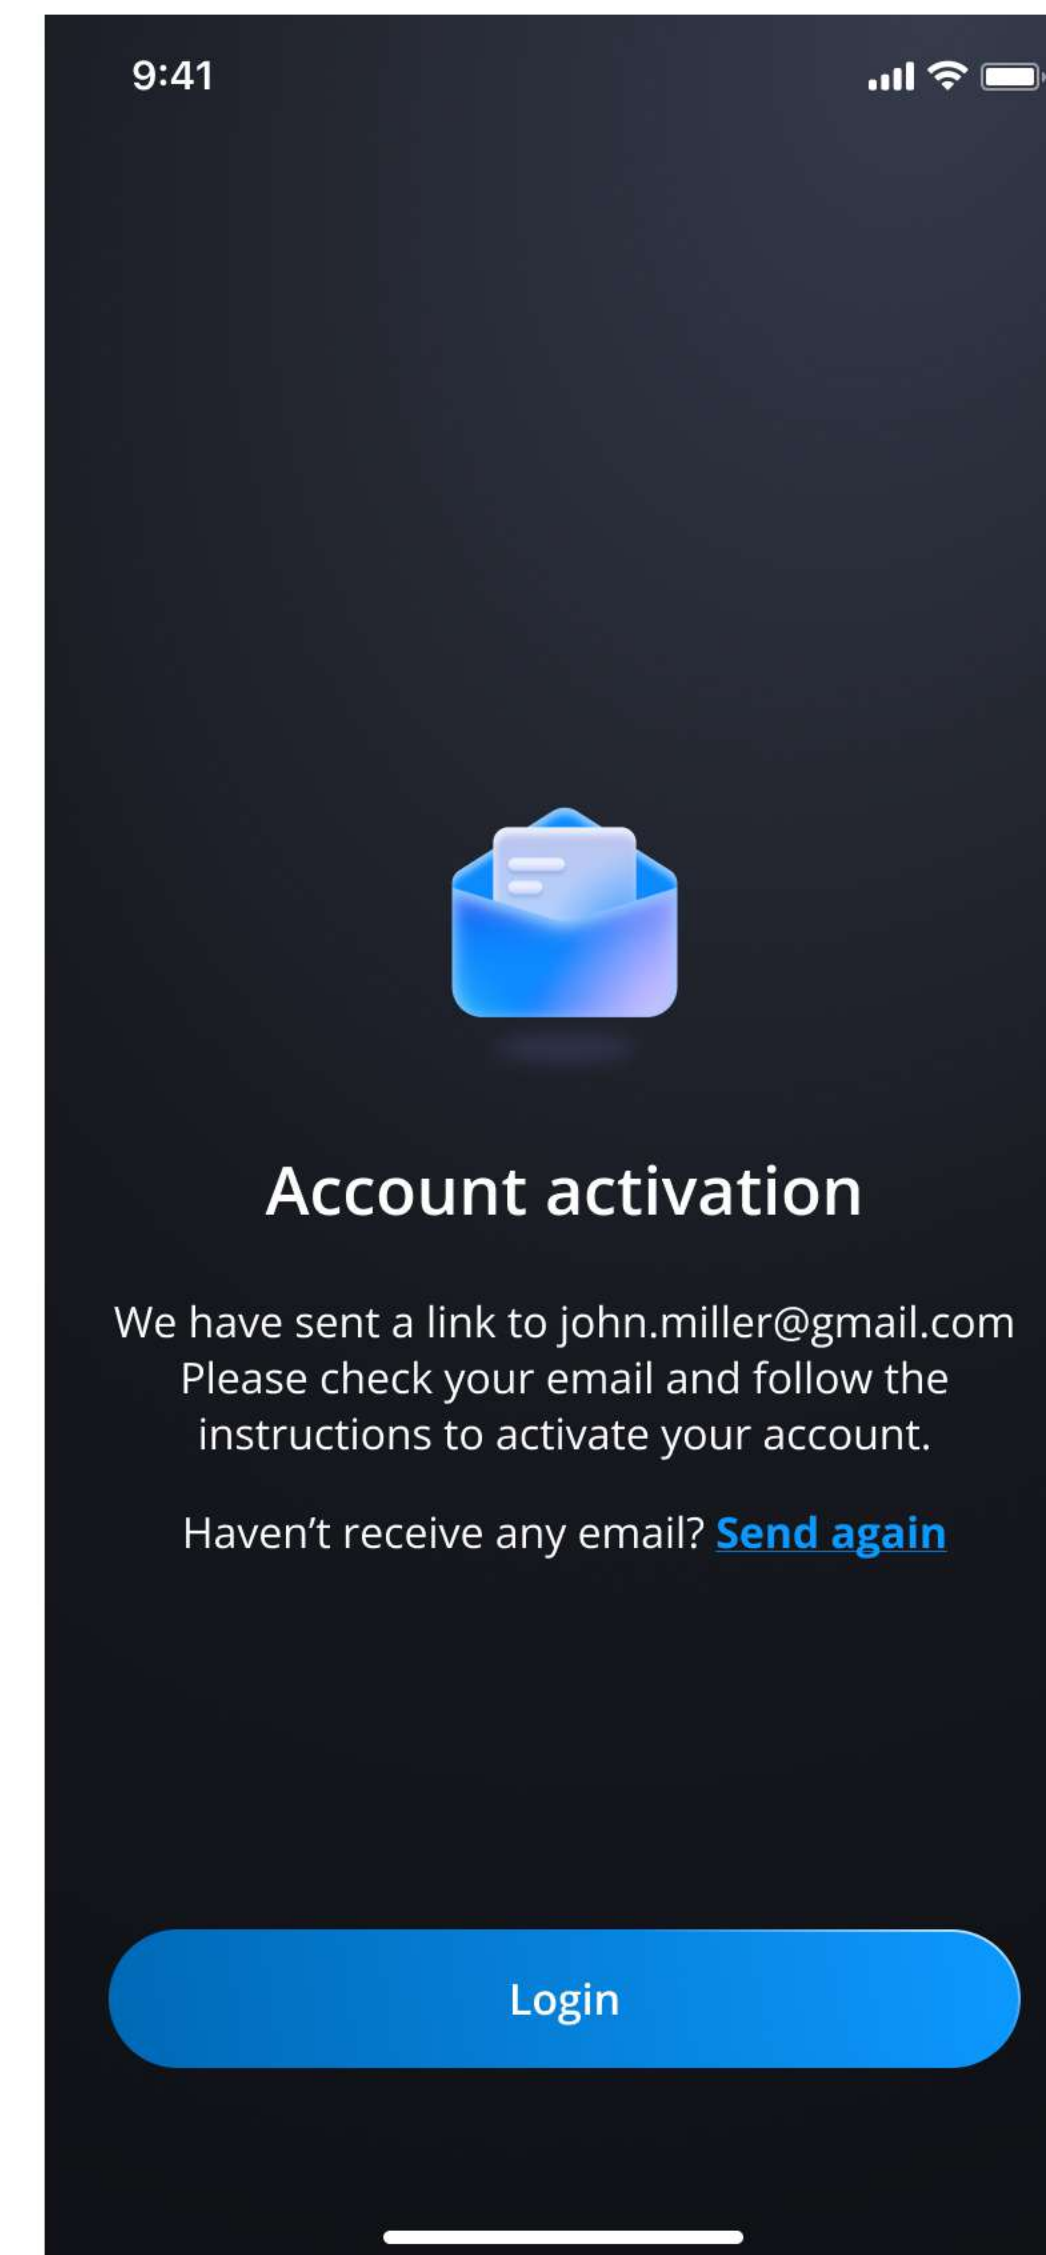 9:41
Account activation
We have sent a link to john.miller@gmail.com
Please check your email and follow the
instructions to activate your account.
Haven’t receive any email? Send again
Login